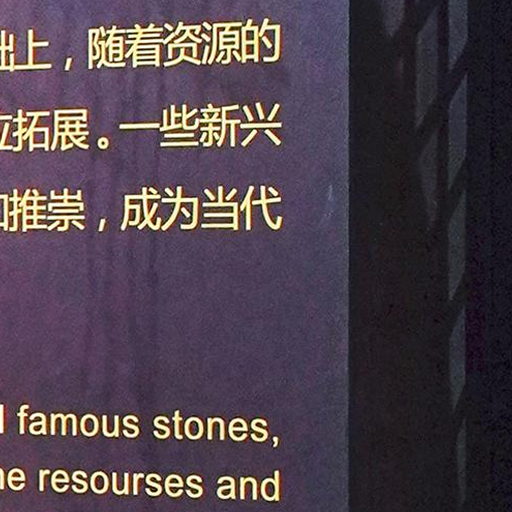 上，随着资源的
拓展。一些新兴
推崇，成为当代
famous stones,
resourses and